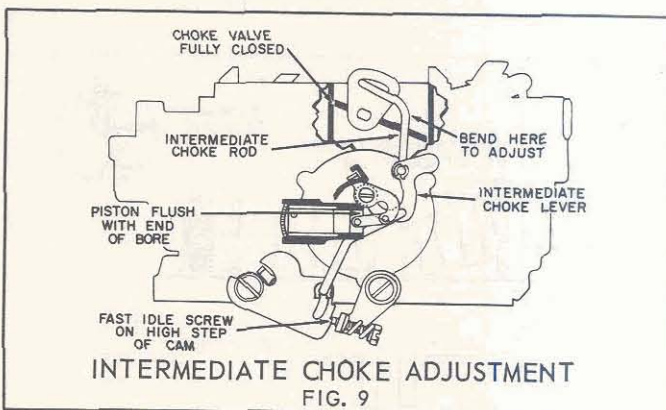 CHOKE VALVE
FULLY CLOSED
INTERMEDIATE
CHOKE ROD
BEND HERE
TO ADJUST
PISTON FLUSH
WITH END
OF BORE
INTERMEDIATE
CHOKE LEVER
FAST IDLE SCREW
ON HIGH STEP
OF CAM
INTERMEDIATE CHOKE ADJUSTMENT
FIG. 9